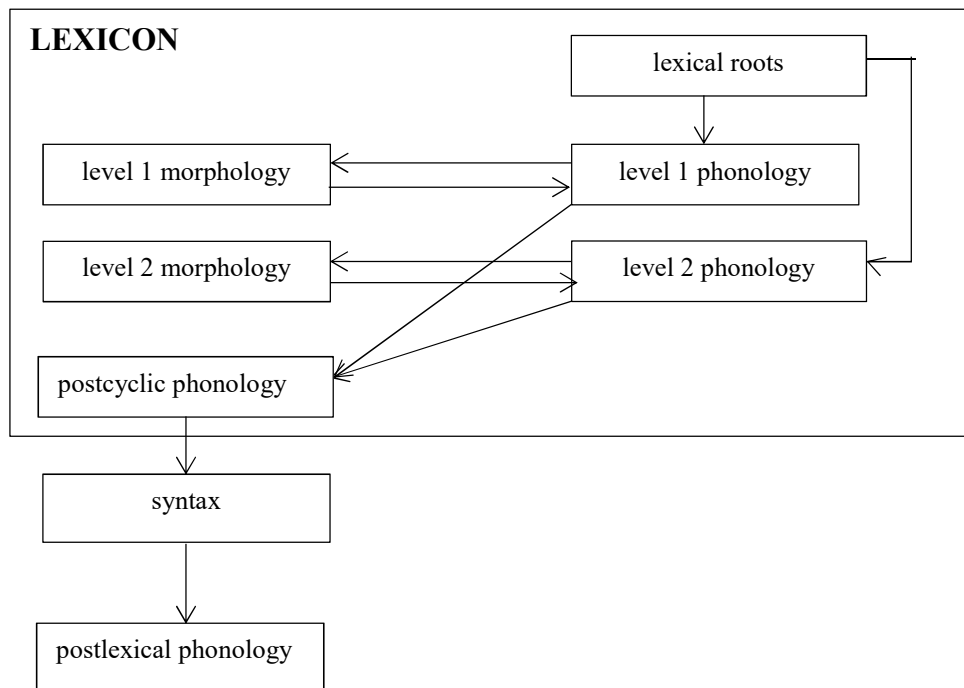 LEXICON
lexical roots
level 1 morphology
level 1 phonology
level 2 morphology
level 2 phonology
postcyclic phonology
syntax
postlexical phonology